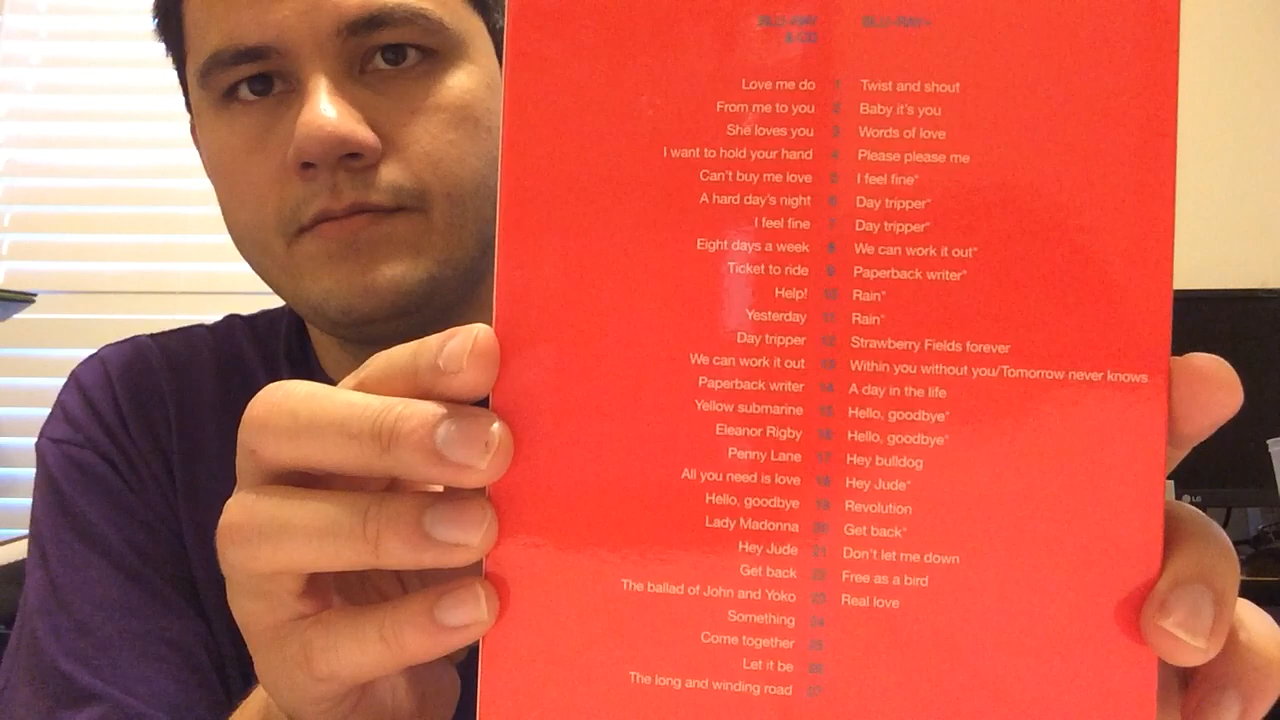 BLU-RAY BLU-RAY
& CD
Love me do 1 Twist and shout
From me to you 2 Baby it's you
She loves you 3 Words of love
I want to hold your hand 4 Please please me
Can't buy me love 5 I feel fine*
A hard day's night 6 Day tripper*
I feel fine 7 Day tripper*
Eight days a week 8 We can work it out*
Ticket to ride 9 Paperback writer*
Help! 10 Rain*
Yesterday 11 Rain*
Day tripper 12 Strawberry Fields forever
We can work it out 13 Within you without you/Tomorrow never knows
Paperback writer 14 A day in the life
Yellow submarine 15 Hello, goodbye*
Eleanor Rigby 16 Hello, goodbye*
Penny Lane 17 Hey bulldog
All you need is love 18 Hey Jude*
Hello, goodbye 19 Revolution
Lady Madonna 20 Get back*
Hey Jude 21 Don't let me down
Get back 22 Free as a bird
The ballad of John and Yoko 23 Real love
Something 24
Come together 25
Let it be 26
The long and winding road 27
LG